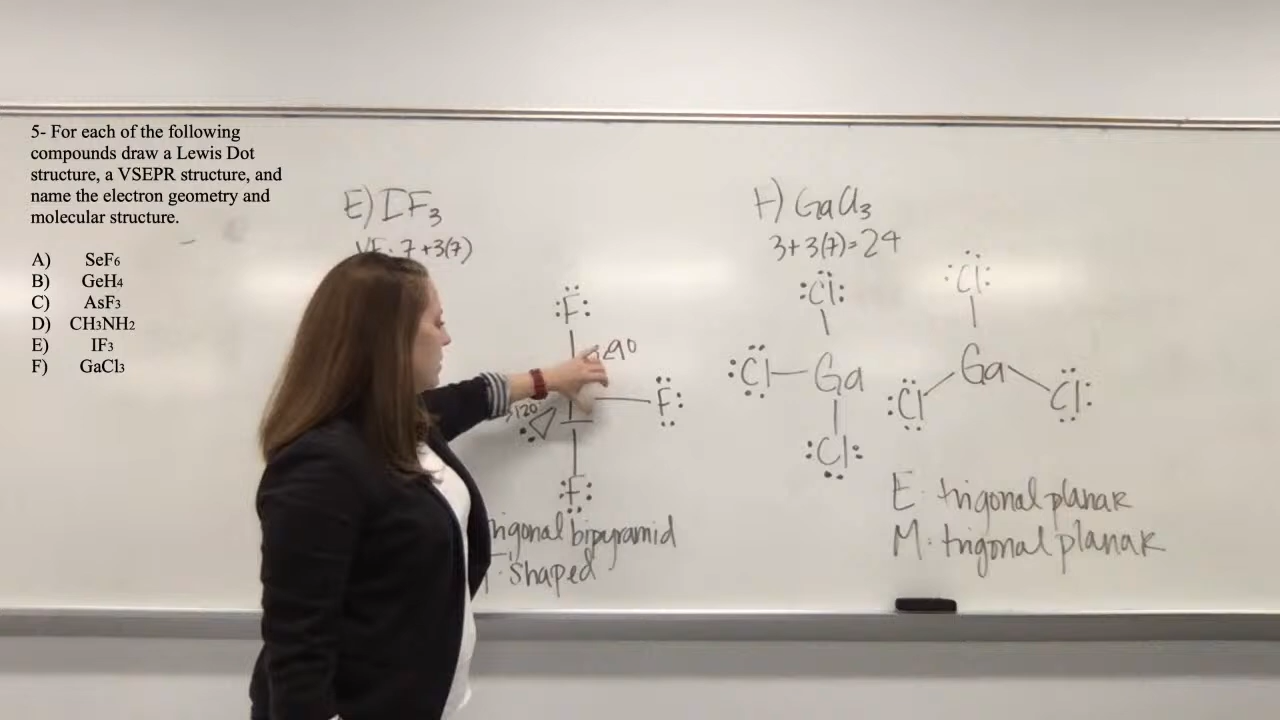 5- For each of the following
compounds draw a Lewis Dot
structure, a VSEPR structure, and
name the electron geometry and
molecular structure.
A) SeF6
B) GeH4
C) AsF3
D) CH3NH2
E) IF3
F) GaCl3
E) IF3
7+3(7)
:F:
<90
F:
>120
:F:
trigonal bipyramid
T-shaped
F) GaCl3
3+3(7)=24
:Cl:
:Cl—Ga
:Cl:
:Cl:
Ga
:Cl Cl:
E: trigonal planar
M: trigonal planar